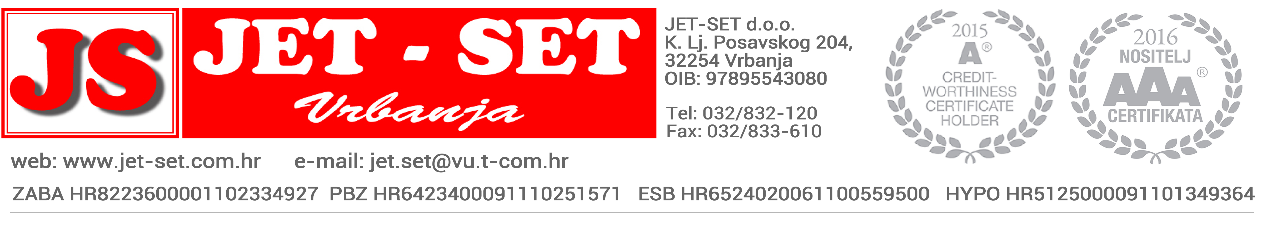 JS
JET - SET
Vrbanja
JET-SET d.o.o.
K. Lj. Posavskog 204,
32254 Vrbanja
OIB: 97895543080
Tel: 032/832-120
Fax: 032/833-610
2015
A®
CREDIT-
WORTHINESS
CERTIFICATE
HOLDER
2016
NOSITELJ
AAA®
CERTIFIKATA
web: www.jet-set.com.hr e-mail: jet.set@vu.t-com.hr
ZABA HR8223600001102334927 PBZ HR6423400091110251571 ESB HR6524020061100559500 HYPO HR5125000091101349364